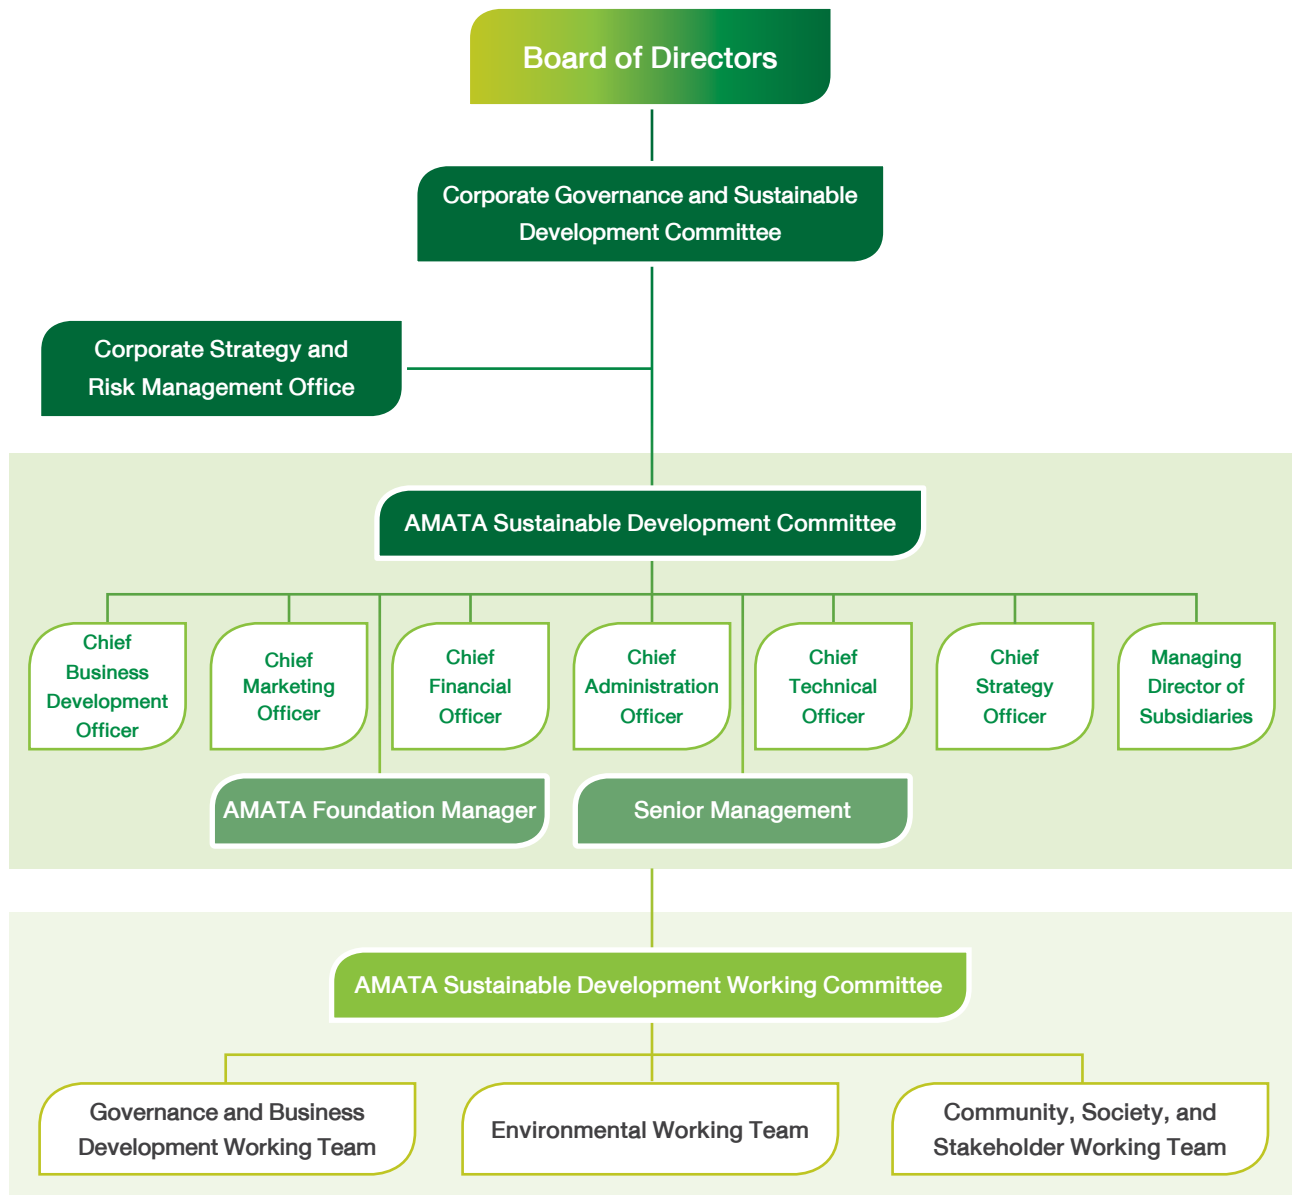 Board of Directors
Corporate Governance and Sustainable
Development Committee
Corporate Strategy and
Risk Management Office
AMATA Sustainable Development Committee
Chief
Business
Development
Officer
Chief
Marketing
Officer
Chief
Financial
Officer
Chief
Administration
Officer
Chief
Technical
Officer
Chief
Strategy
Officer
Managing
Director of
Subsidiaries
AMATA Foundation Manager
Senior Management
AMATA Sustainable Development Working Committee
Governance and Business
Development Working Team
Environmental Working Team
Community, Society, and
Stakeholder Working Team